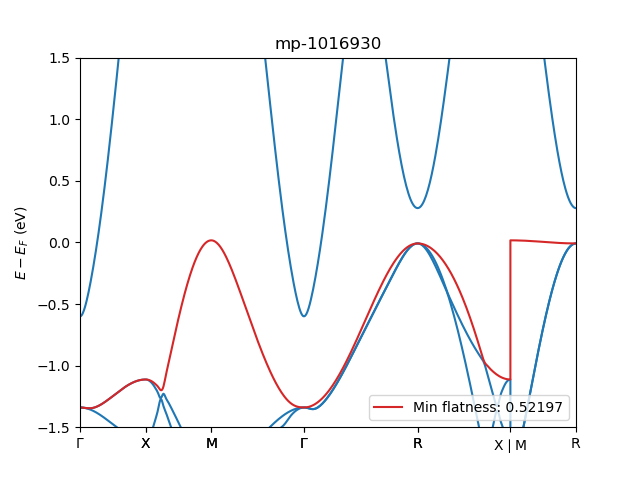 mp-1016930
1.5
1.0
0.5
0.0
−0.5
−1.0
−1.5
E − E_F (eV)
Γ X M Γ R X | M R
Min flatness: 0.52197